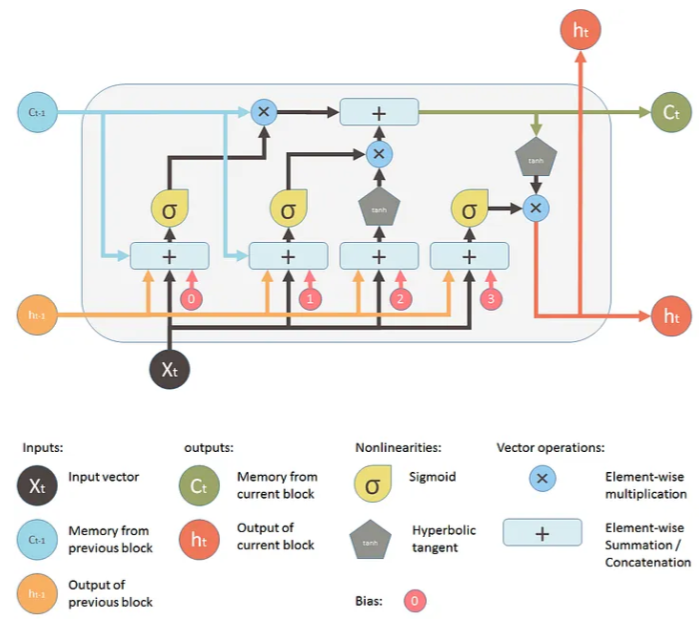 ht
Ct-1
×
+
Ct
×
tanh
σ
σ
tanh
σ
×
+
+
+
+
0
1
2
3
ht-1
ht
Xt
Inputs:
outputs:
Nonlinearities:
Vector operations:
Xt
Input vector
Ct
Memory from
current block
σ
Sigmoid
×
Element-wise
multiplication
Ct-1
Memory from
previous block
ht
Output of
current block
tanh
Hyperbolic
tangent
+
Element-wise
Summation /
Concatenation
ht-1
Output of
previous block
Bias:
0